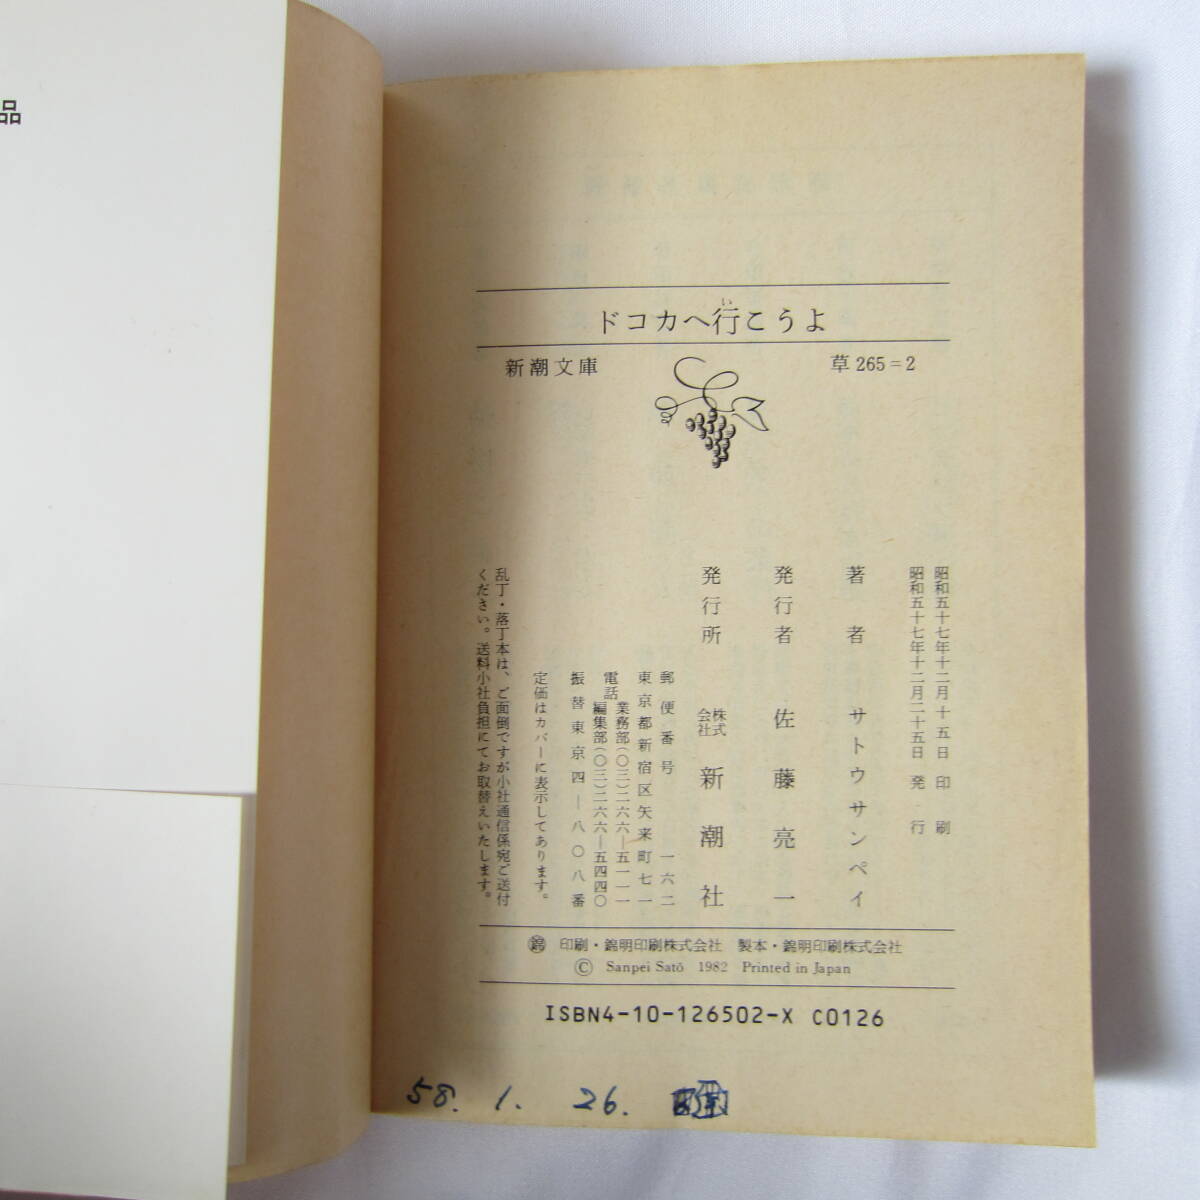 品
ドコカへ行こうよ
い
新潮文庫
草265=2
昭和五十七年十二月十五日 印刷
昭和五十七年十二月二十五日 発行
著者 サトウサンペイ
発行者 佐藤亮一
発行所 株式会社 新潮社
郵便番号 一六二
東京都新宿区矢来町七一
電話 業務部(〇三)二六六―五一一一
編集部(〇三)二六六―五四四〇
振替東京四―八〇八番
定価はカバーに表示してあります。
乱丁・落丁本は、ご面倒ですが小社通信係宛ご送付
ください。送料小社負担にてお取替えいたします。
錦 印刷・錦明印刷株式会社 製本・錦明印刷株式会社
© Sanpei Satō 1982 Printed in Japan
ISBN4-10-126502-X C0126
58. 1. 26.